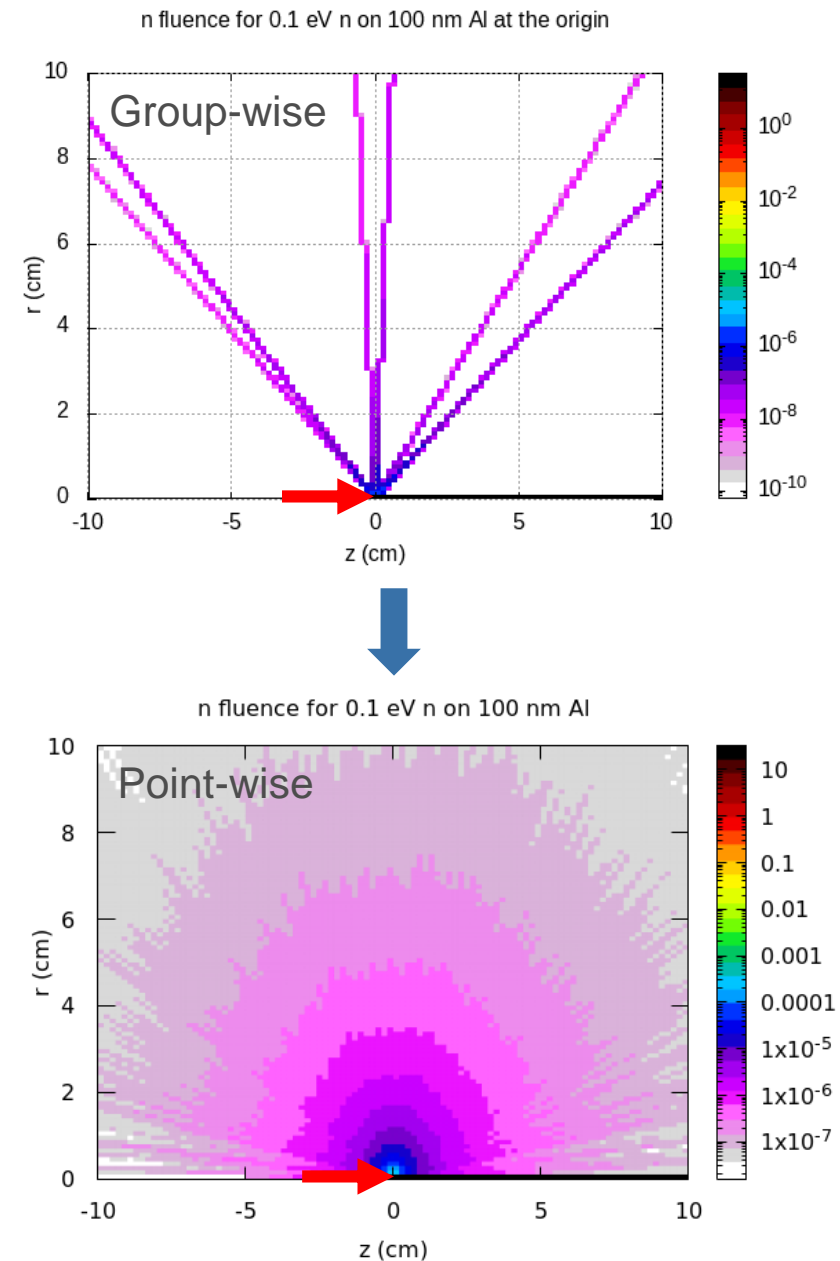 n fluence for 0.1 eV n on 100 nm Al at the origin
Group-wise
10
8
6
4
2
0
r (cm)
-10 -5 0 5 10
z (cm)
10⁰
10⁻²
10⁻⁴
10⁻⁶
10⁻⁸
10⁻¹⁰
n fluence for 0.1 eV n on 100 nm Al
Point-wise
10
8
6
4
2
0
r (cm)
-10 -5 0 5 10
z (cm)
10
1
0.1
0.01
0.001
0.0001
1x10⁻⁵
1x10⁻⁶
1x10⁻⁷